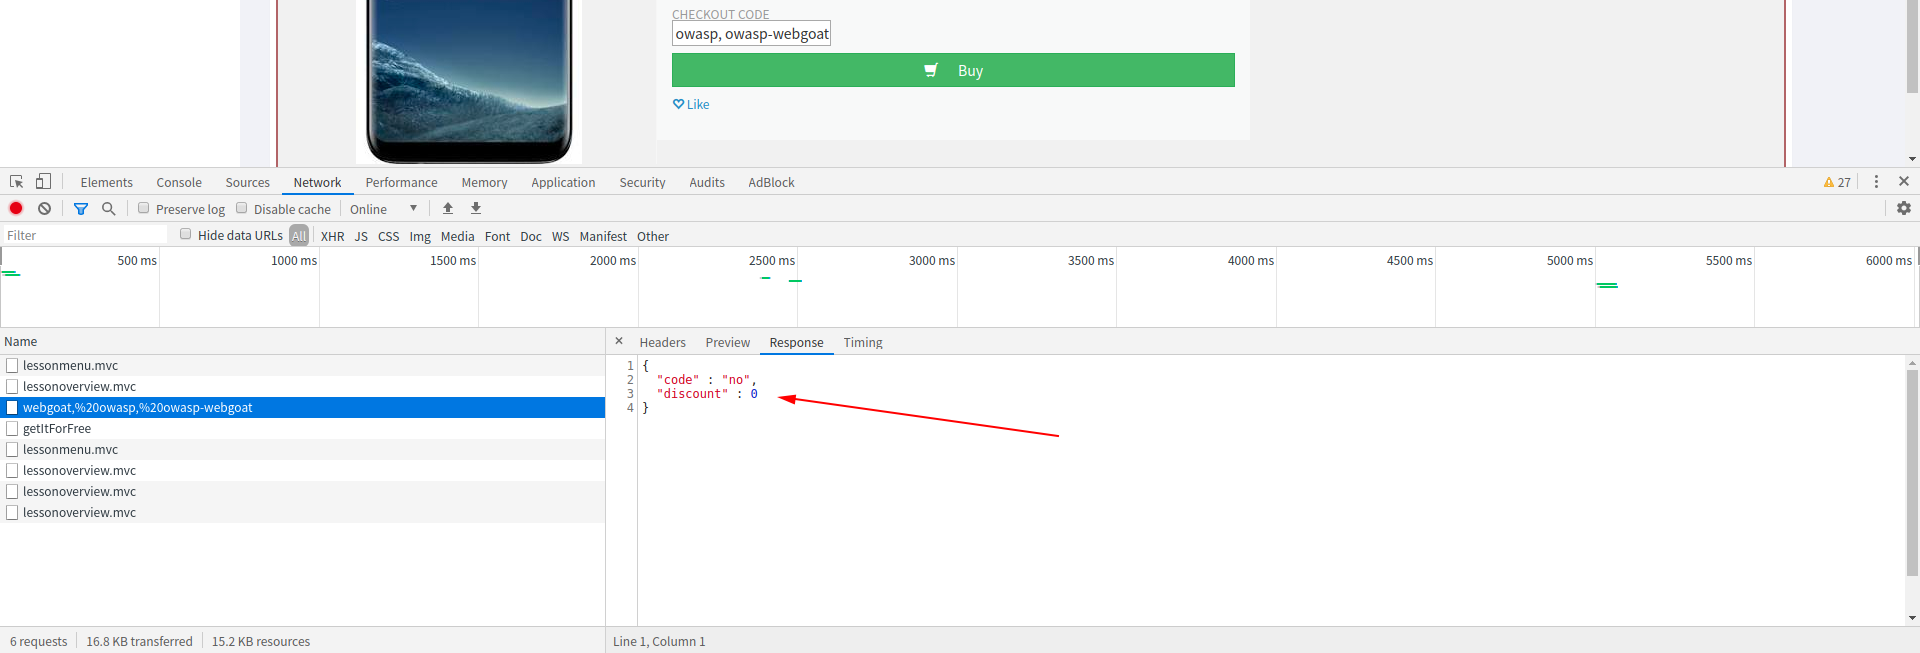 CHECKOUT CODE
owasp, owasp-webgoat
Buy
Like
Elements Console Sources Network Performance Memory Application Security Audits AdBlock 27
Preserve log Disable cache Online
Filter Hide data URLs All XHR JS CSS Img Media Font Doc WS Manifest Other
500 ms 1000 ms 1500 ms 2000 ms 2500 ms 3000 ms 3500 ms 4000 ms 4500 ms 5000 ms 5500 ms 6000 ms
Name
lessonmenu.mvc
lessonoverview.mvc
webgoat,%20owasp,%20owasp-webgoat
getItForFree
lessonmenu.mvc
lessonoverview.mvc
lessonoverview.mvc
lessonoverview.mvc
6 requests 16.8 KB transferred 15.2 KB resources
Headers Preview Response Timing
1 {
2 "code" : "no",
3 "discount" : 0
4 }
Line 1, Column 1